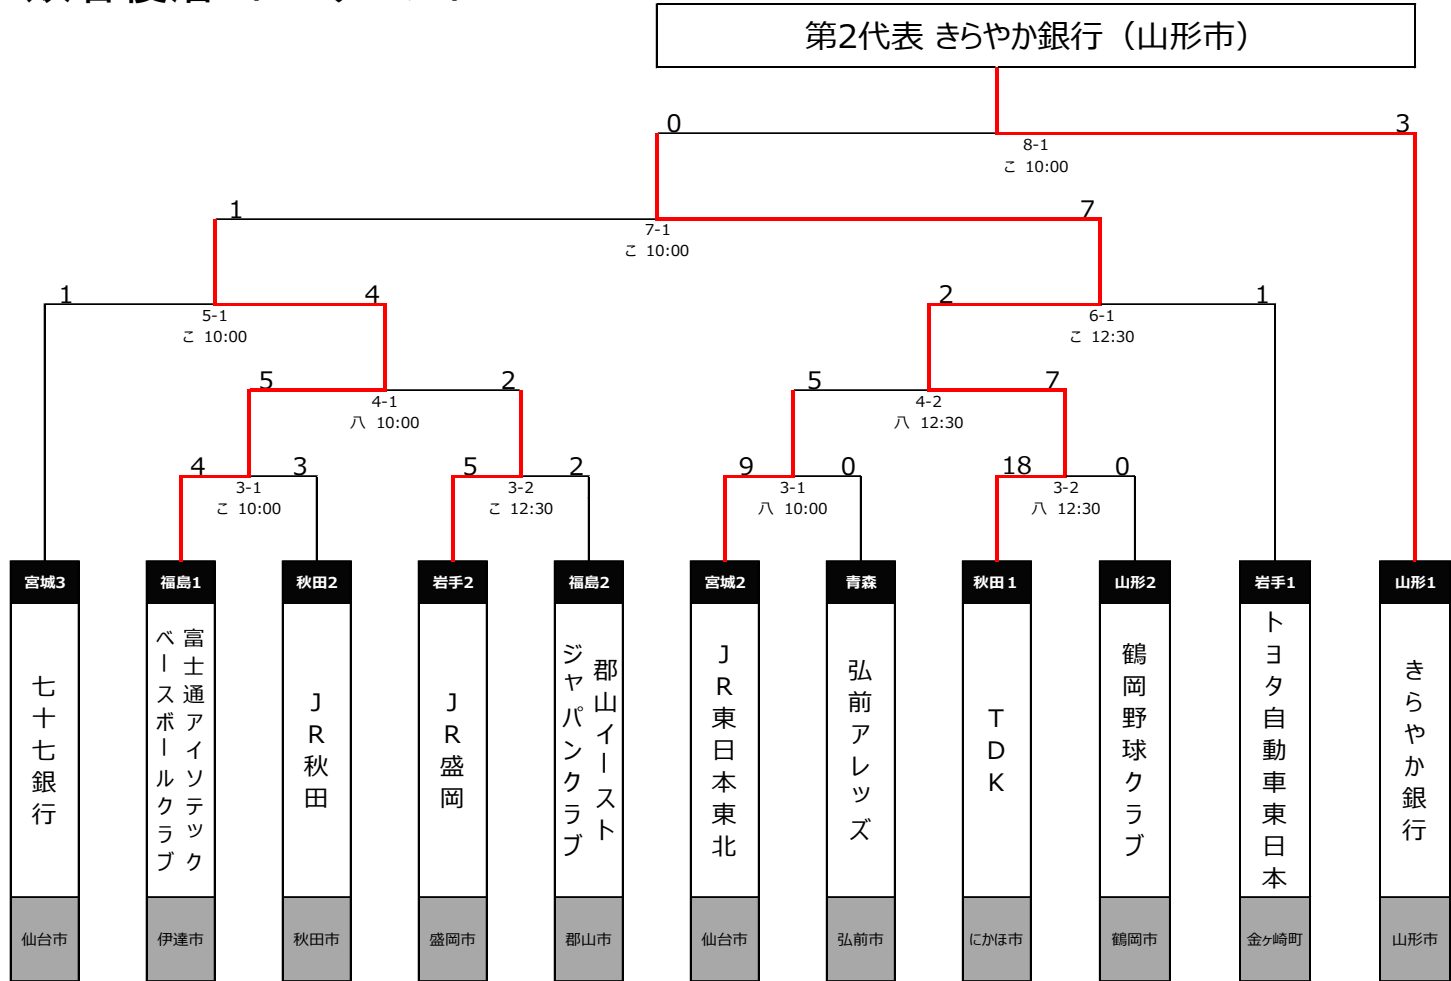 第2代表 きらやか銀行（山形市）
0
3
8-1
こ 10:00
1
7
7-1
こ 10:00
1
4
2
1
5-1
こ 10:00
6-1
こ 12:30
5
2
5
7
4-1
八 10:00
4-2
八 12:30
4
3
5
2
9
0
18
0
3-1
こ 10:00
3-2
こ 12:30
3-1
八 10:00
3-2
八 12:30
宮城3
福島1
秋田2
岩手2
福島2
宮城2
青森
秋田1
山形2
岩手1
山形1
七十七銀行
富士通アイソテック
ベースボールクラブ
JR秋田
JR盛岡
郡山イースト
ジャパンクラブ
JR東日本東北
弘前アレッズ
TDK
鶴岡野球クラブ
トヨタ自動車東日本
きらやか銀行
仙台市
伊達市
秋田市
盛岡市
郡山市
仙台市
弘前市
にかほ市
鶴岡市
金ヶ崎町
山形市